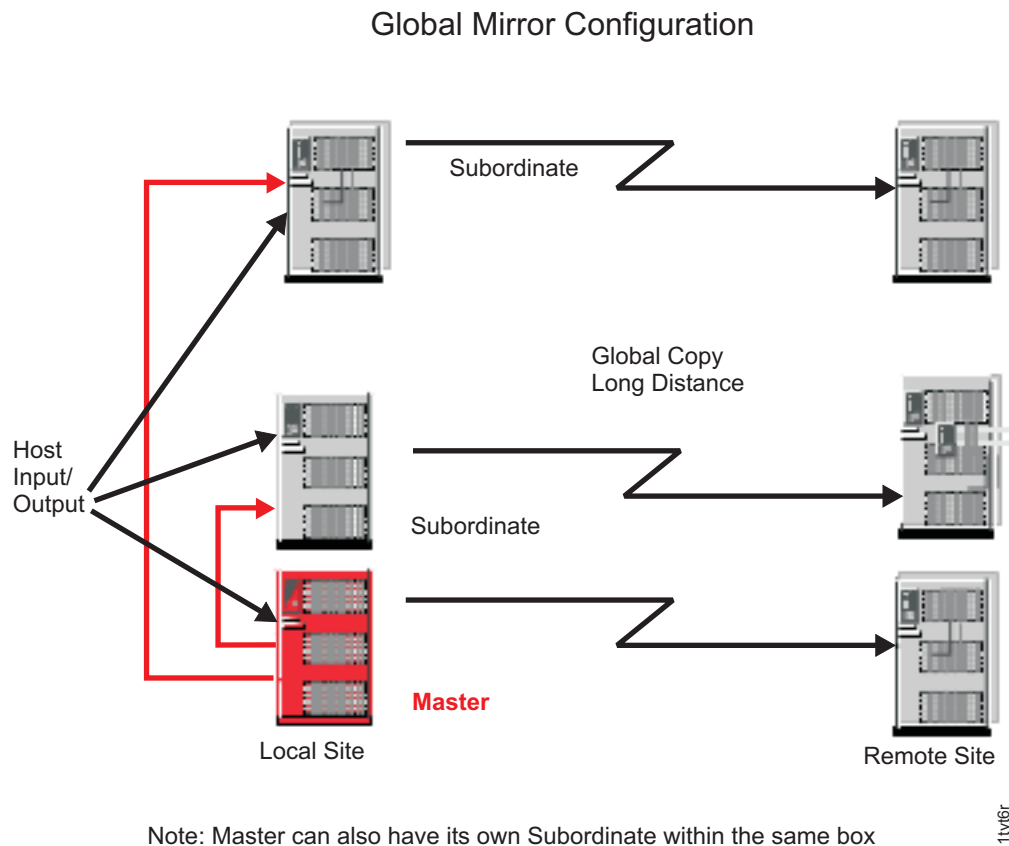 Global Mirror Configuration
Subordinate
Global Copy
Long Distance
Host
Input/
Output
Subordinate
Master
Local Site
Remote Site
Note: Master can also have its own Subordinate within the same box
1tvt6r